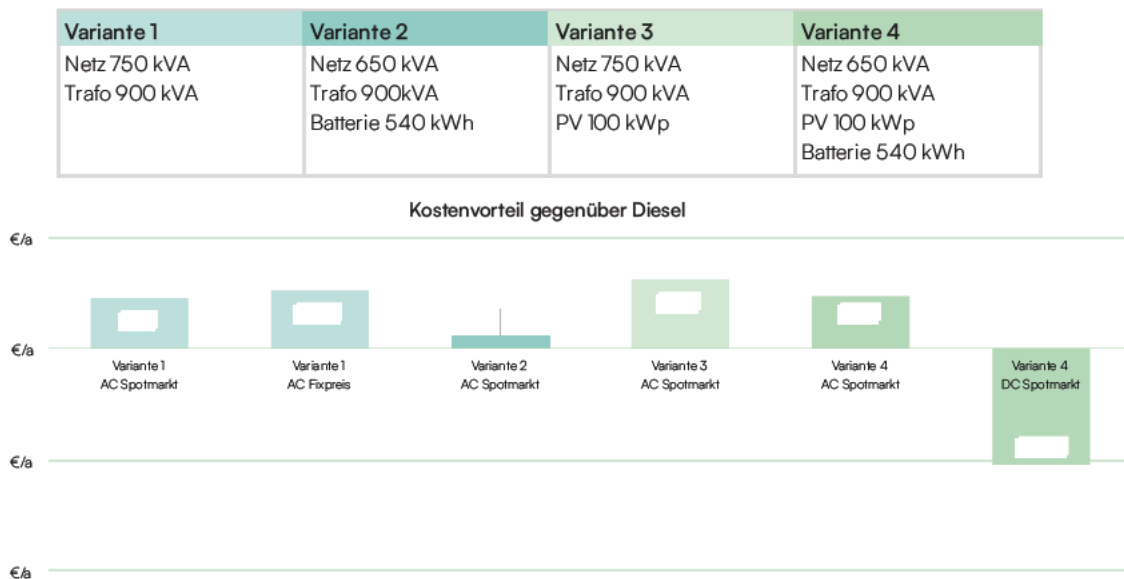 Variante 1
Variante 2
Variante 3
Variante 4
Netz 750 kVA
Trafo 900 kVA
Netz 650 kVA
Trafo 900kVA
Batterie 540 kWh
Netz 750 kVA
Trafo 900 kVA
PV 100 kWp
Netz 650 kVA
Trafo 900 kVA
PV 100 kWp
Batterie 540 kWh
Kostenvorteil gegenüber Diesel
€/a
€/a
Variante 1
AC Spotmarkt
Variante 1
AC Fixpreis
Variante 2
AC Spotmarkt
Variante 3
AC Spotmarkt
Variante 4
AC Spotmarkt
Variante 4
DC Spotmarkt
€/a
€/a